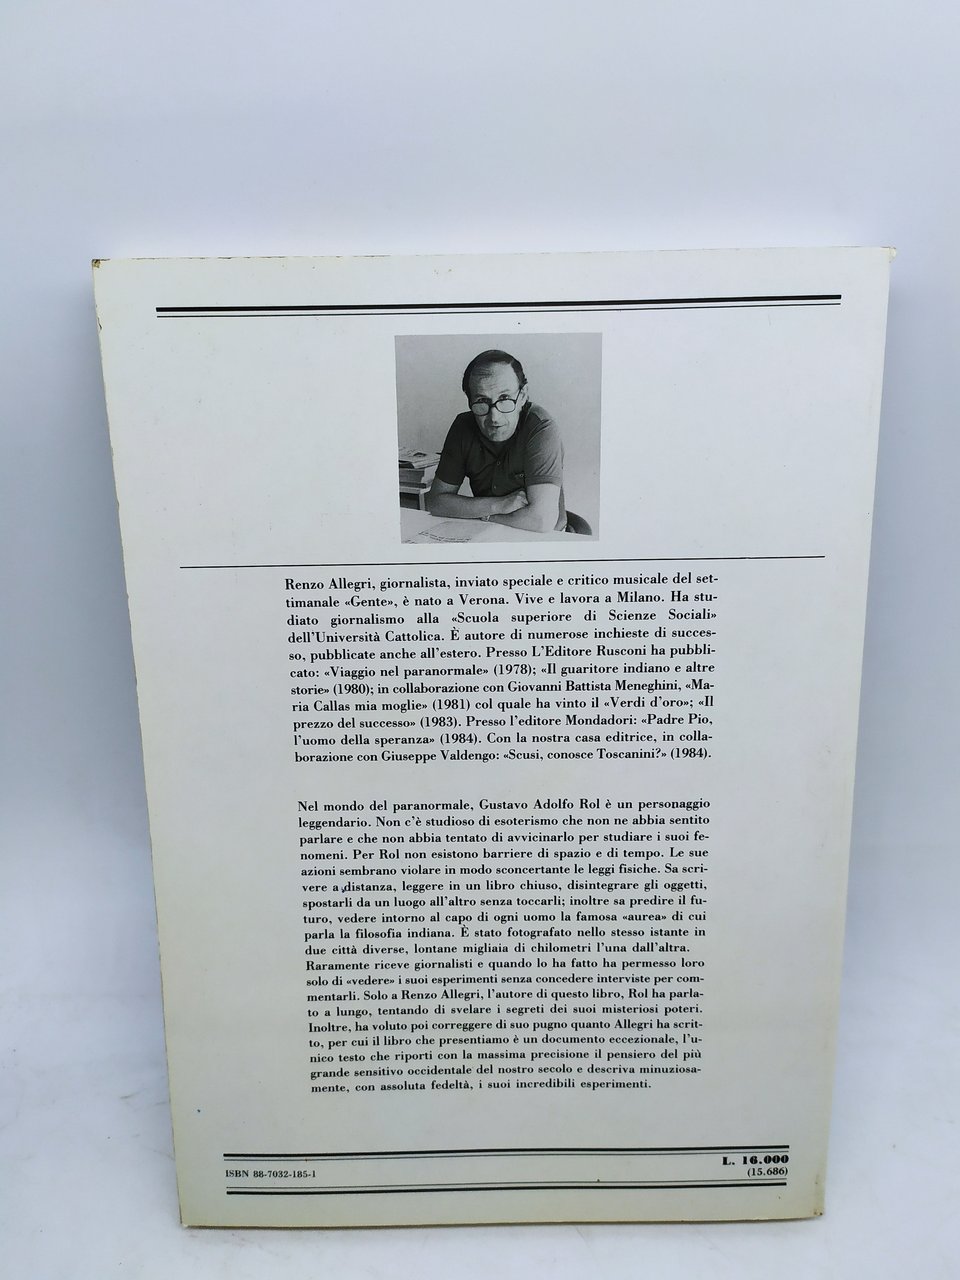 Renzo Allegri, giornalista, inviato speciale e critico musicale del set-
timanale «Gente», è nato a Verona. Vive e lavora a Milano. Ha stu-
diato giornalismo alla «Scuola superiore di Scienze Sociali»
dell'Università Cattolica. È autore di numerose inchieste di succes-
so, pubblicate anche all'estero. Presso L'Editore Rusconi ha pubbli-
cato: «Viaggio nel paranormale» (1978); «Il guaritore indiano e altre
storie» (1980); in collaborazione con Giovanni Battista Meneghini, «Ma-
ria Callas mia moglie» (1981) col quale ha vinto il «Verdi d'oro»; «Il
prezzo del successo» (1983). Presso l'editore Mondadori: «Padre Pio,
l'uomo della speranza» (1984). Con la nostra casa editrice, in colla-
borazione con Giuseppe Valdengo: «Scusi, conosce Toscanini?» (1984).
Nel mondo del paranormale, Gustavo Adolfo Rol è un personaggio
leggendario. Non c'è studioso di esoterismo che non ne abbia sentito
parlare e che non abbia tentato di avvicinarlo per studiare i suoi fe-
nomeni. Per Rol non esistono barriere di spazio e di tempo. Le sue
azioni sembrano violare in modo sconcertante le leggi fisiche. Sa scri-
vere a distanza, leggere in un libro chiuso, disintegrare gli oggetti,
spostarli da un luogo all'altro senza toccarli; inoltre sa predire il fu-
turo, vedere intorno al capo di ogni uomo la famosa «aurea» di cui
parla la filosofia indiana. È stato fotografato nello stesso istante in
due città diverse, lontane migliaia di chilometri l'una dall'altra.
Raramente riceve giornalisti e quando lo ha fatto ha permesso loro
solo di «vedere» i suoi esperimenti senza concedere interviste per com-
mentarli. Solo a Renzo Allegri, l'autore di questo libro, Rol ha parla-
to a lungo, tentando di svelare i segreti dei suoi misteriosi poteri.
Inoltre, ha voluto poi correggere di suo pugno quanto Allegri ha scrit-
to, per cui il libro che presentiamo è un documento eccezionale, l'u-
nico testo che riporti con la massima precisione il pensiero del più
grande sensitivo occidentale del nostro secolo e descriva minuziosa-
mente, con assoluta fedeltà, i suoi incredibili esperimenti.
L. 16.000
ISBN 88-7032-185-1 (15.686)